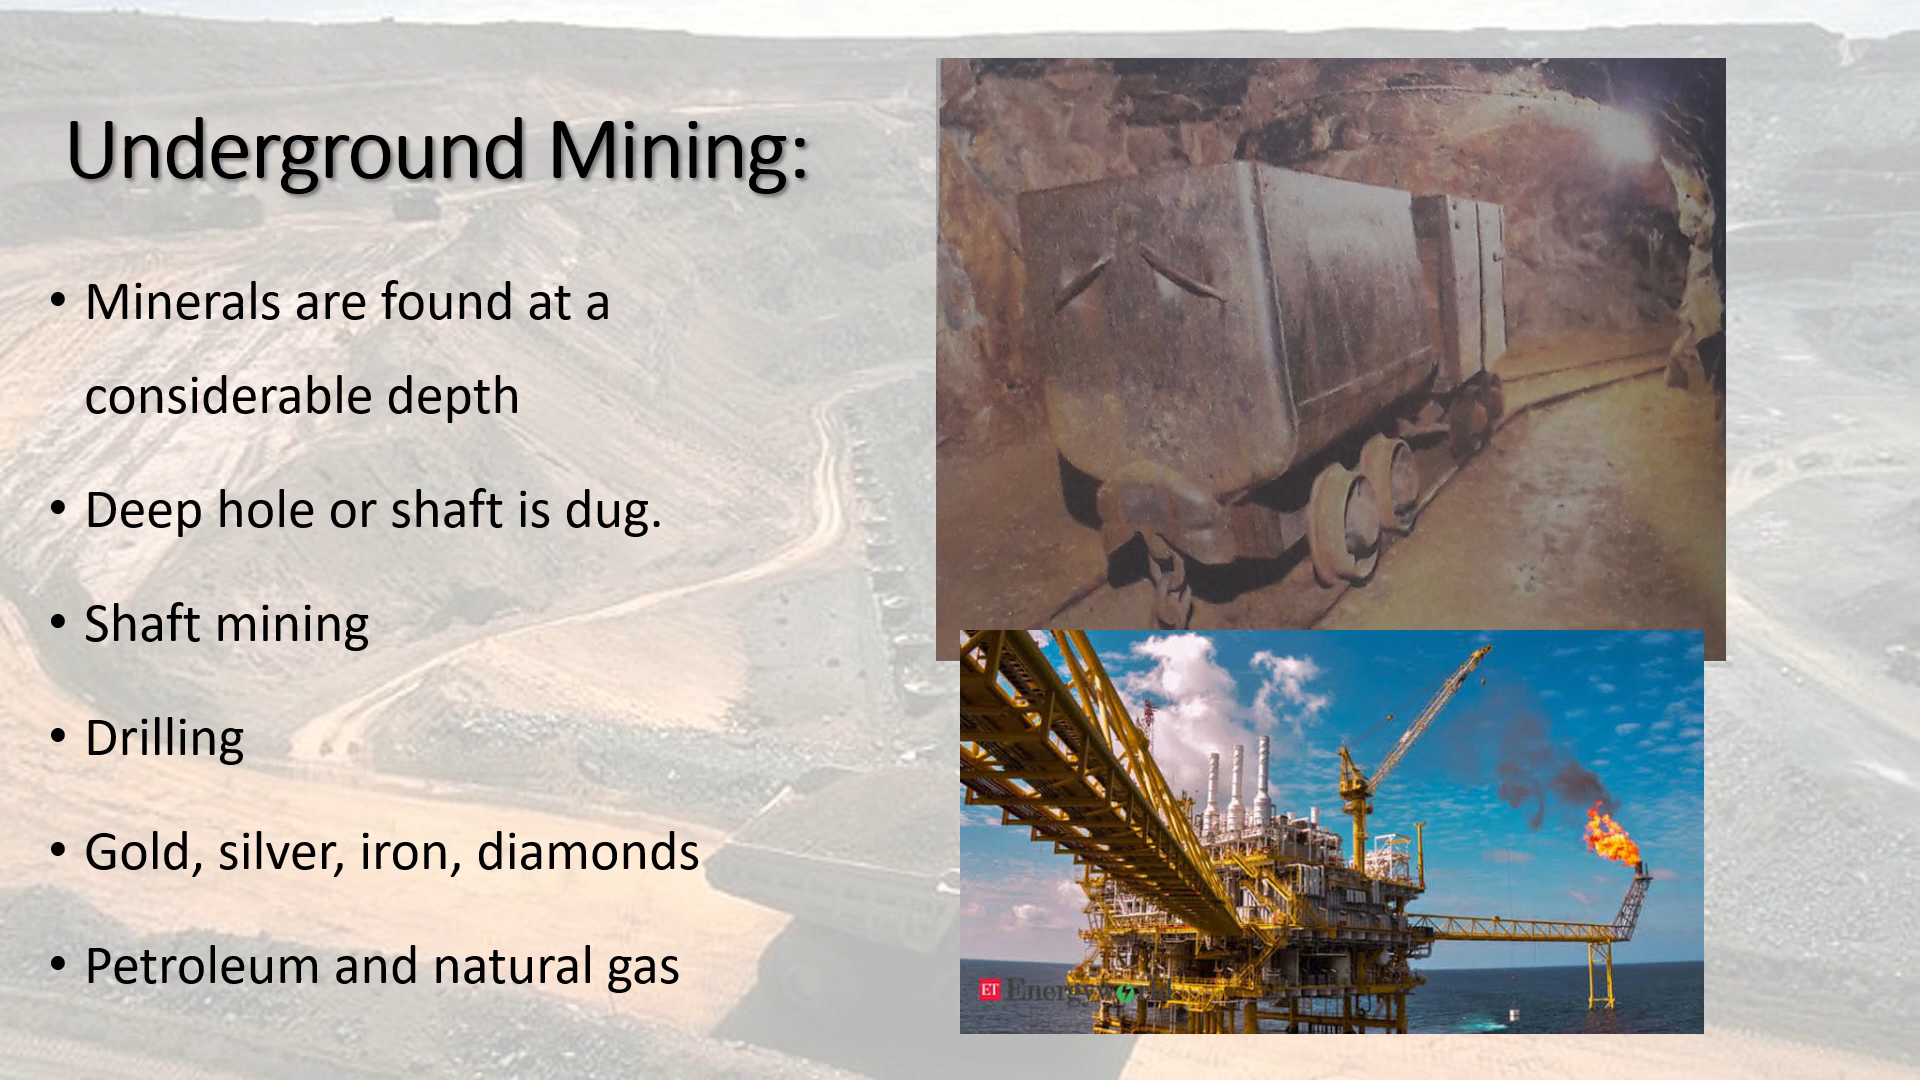 Underground Mining:
• Minerals are found at a
considerable depth
• Deep hole or shaft is dug.
• Shaft mining
• Drilling
• Gold, silver, iron, diamonds
• Petroleum and natural gas
ET EnergyWorld